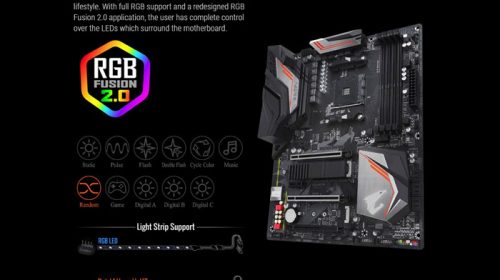 lifestyle. With full RGB support and a redesigned RGB
Fusion 2.0 application, the user has complete control
over the LEDs which surround the motherboard.
RGB
FUSION
2.0
Static
Pulse
Flash
Double Flash
Cycle Color
Music
Random
Game
Digital A
Digital B
Digital C
Light Strip Support
RGB LED